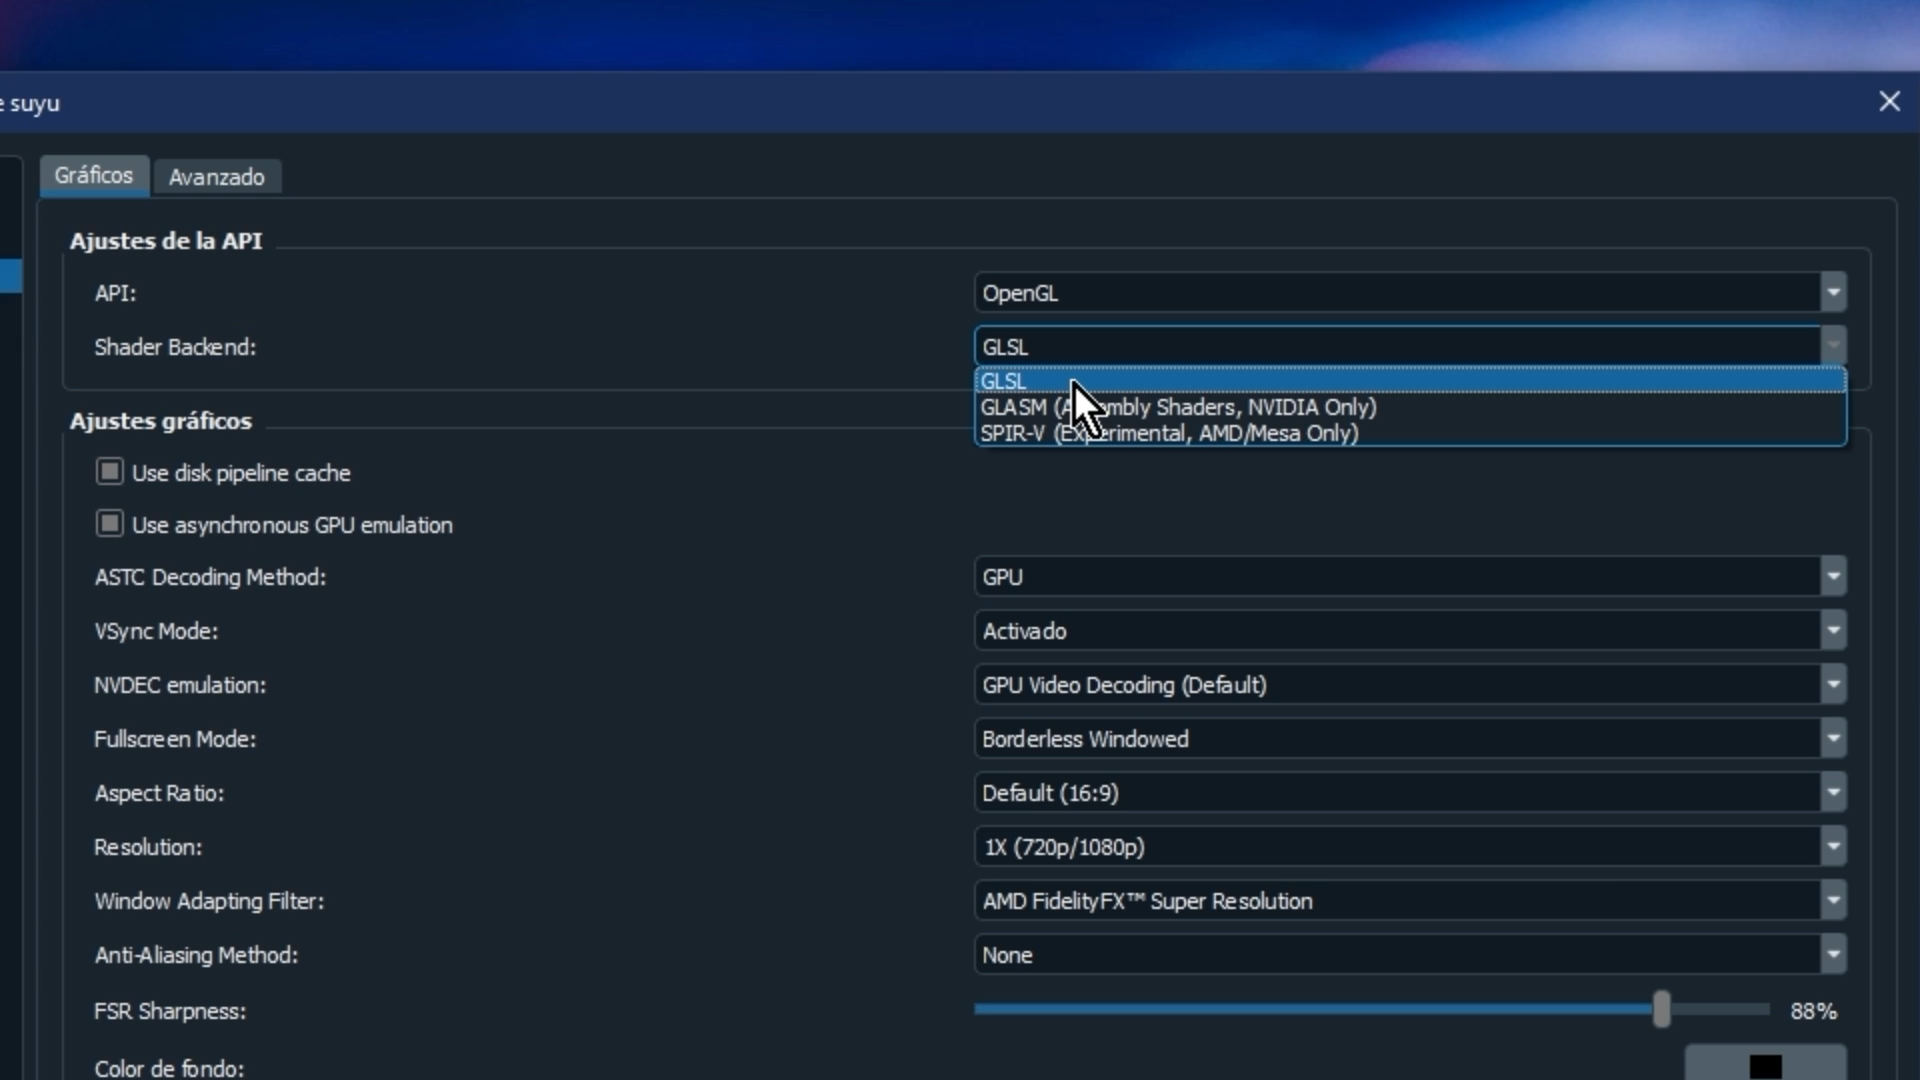 suyu
Gráficos
Avanzado
Ajustes de la API
API:
OpenGL
Shader Backend:
GLSL
GLSL
GLASM (Assembly Shaders, NVIDIA Only)
SPIR-V (Experimental, AMD/Mesa Only)
Ajustes gráficos
Use disk pipeline cache
Use asynchronous GPU emulation
ASTC Decoding Method:
GPU
VSync Mode:
Activado
NVDEC emulation:
GPU Video Decoding (Default)
Fullscreen Mode:
Borderless Windowed
Aspect Ratio:
Default (16:9)
Resolution:
1X (720p/1080p)
Window Adapting Filter:
AMD FidelityFX™ Super Resolution
Anti-Aliasing Method:
None
FSR Sharpness:
88%
Color de fondo: